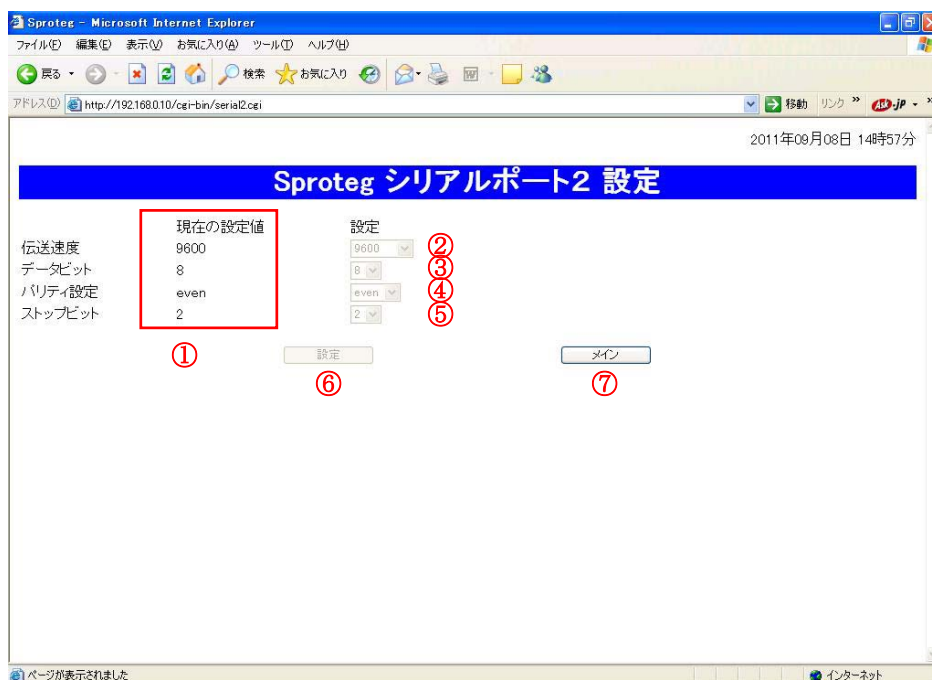 Sproteg - Microsoft Internet Explorer
ファイル(F) 編集(E) 表示(V) お気に入り(A) ツール(T) ヘルプ(H)
戻る 検索 お気に入り
アドレス(D) http://192.168.0.10/cgi-bin/serial2.cgi 移動 リンク » .jp »
2011年09月08日 14時57分
Sproteg シリアルポート2 設定
現在の設定値 設定
伝送速度 9600 9600 ②
データビット 8 8 ③
パリティ設定 even even ④
ストップビット 2 2 ⑤
① 設定 メイン
⑥ ⑦
ページが表示されました インターネット